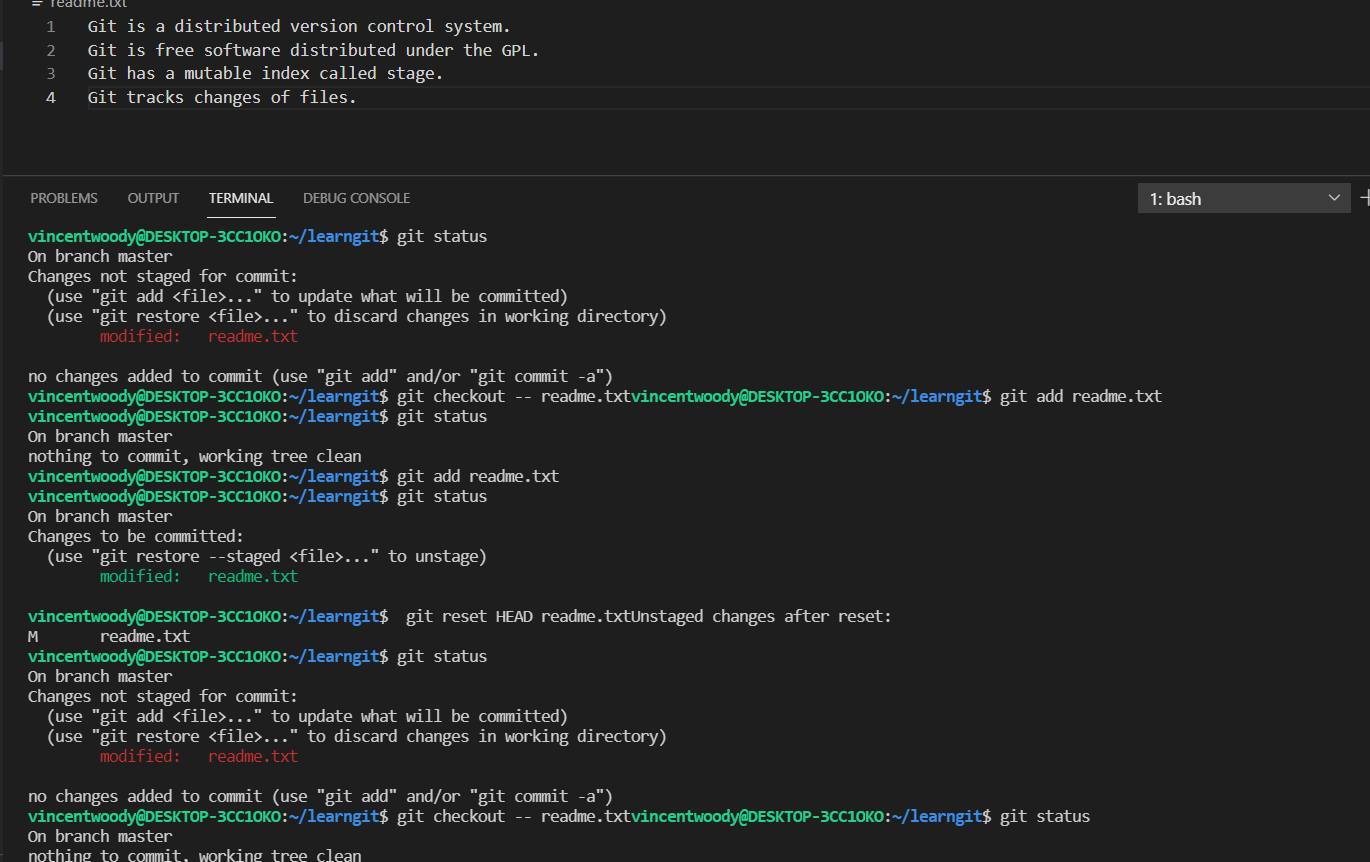 readme.txt
1 Git is a distributed version control system.
2 Git is free software distributed under the GPL.
3 Git has a mutable index called stage.
4 Git tracks changes of files.
PROBLEMS OUTPUT TERMINAL DEBUG CONSOLE 1: bash
vincentwoody@DESKTOP-3CC1OKO:~/learngit$ git status
On branch master
Changes not staged for commit:
  (use "git add <file>..." to update what will be committed)
  (use "git restore <file>..." to discard changes in working directory)
        modified:   readme.txt
no changes added to commit (use "git add" and/or "git commit -a")
vincentwoody@DESKTOP-3CC1OKO:~/learngit$ git checkout -- readme.txtvincentwoody@DESKTOP-3CC1OKO:~/learngit$ git add readme.txt
vincentwoody@DESKTOP-3CC1OKO:~/learngit$ git status
On branch master
nothing to commit, working tree clean
vincentwoody@DESKTOP-3CC1OKO:~/learngit$ git add readme.txt
vincentwoody@DESKTOP-3CC1OKO:~/learngit$ git status
On branch master
Changes to be committed:
  (use "git restore --staged <file>..." to unstage)
        modified:   readme.txt
vincentwoody@DESKTOP-3CC1OKO:~/learngit$  git reset HEAD readme.txtUnstaged changes after reset:
M       readme.txt
vincentwoody@DESKTOP-3CC1OKO:~/learngit$ git status
On branch master
Changes not staged for commit:
  (use "git add <file>..." to update what will be committed)
  (use "git restore <file>..." to discard changes in working directory)
        modified:   readme.txt
no changes added to commit (use "git add" and/or "git commit -a")
vincentwoody@DESKTOP-3CC1OKO:~/learngit$ git checkout -- readme.txtvincentwoody@DESKTOP-3CC1OKO:~/learngit$ git status
On branch master
nothing to commit, working tree clean